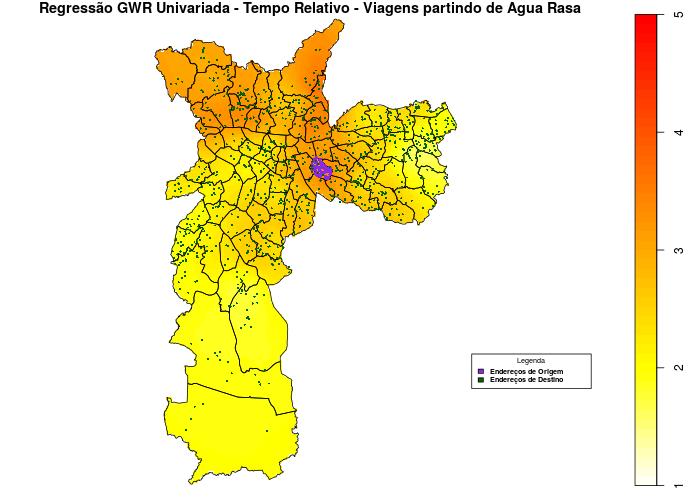 Regressão GWR Univariada - Tempo Relativo - Viagens partindo de Agua Rasa
5
4
3
2
1
Legenda
Endereços de Origem
Endereços de Destino